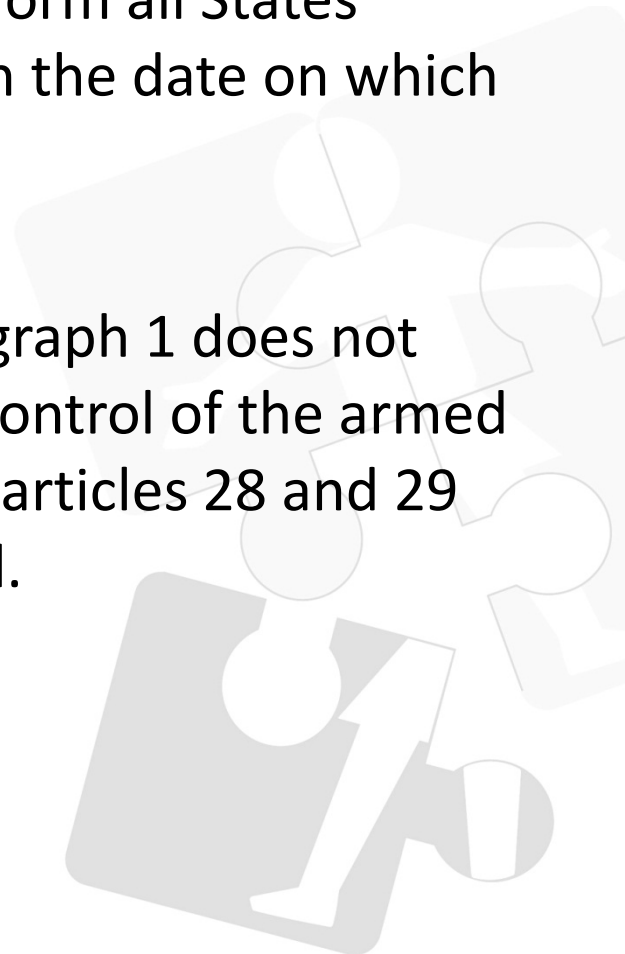 orm all States
n the date on which
graph 1 does not
ontrol of the armed
articles 28 and 29
.